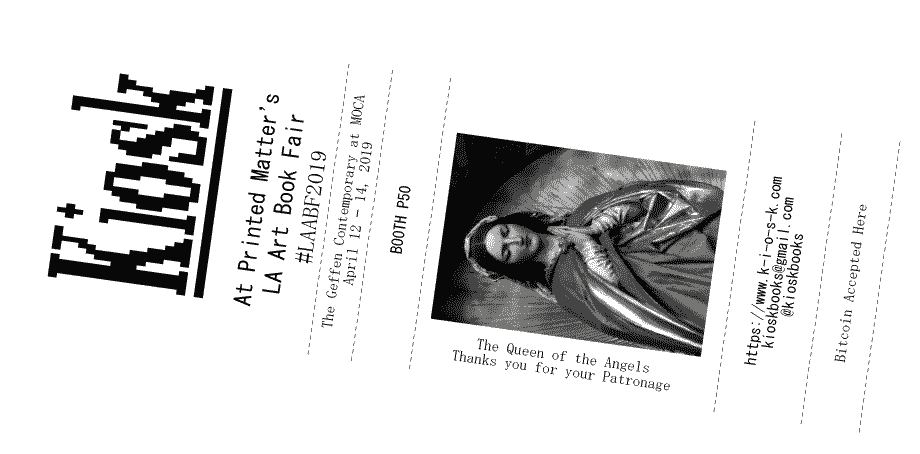 Kiosk
At Printed Matter's
LA Art Book Fair
#LAABF2019
The Geffen Contemporary at MOCA
April 12 - 14, 2019
BOOTH P50
The Queen of the Angels
Thanks you for your Patronage
https://www.k-i-o-s-k.com
kioskbooks@gmail.com
@kioskbooks
Bitcoin Accepted Here